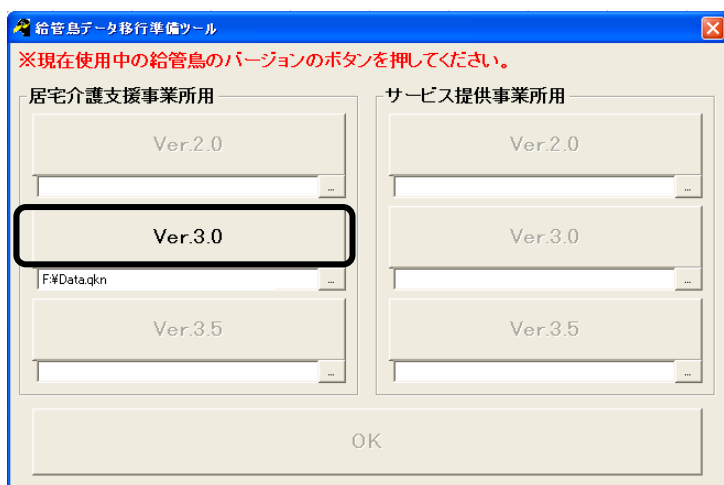 給管鳥データ移行準備ツール
※現在使用中の給管鳥のバージョンのボタンを押してください。
居宅介護支援事業所用
Ver.2.0
...
Ver.3.0
F:¥Data.qkn
...
Ver.3.5
...
サービス提供事業所用
Ver.2.0
...
Ver.3.0
...
Ver.3.5
...
OK